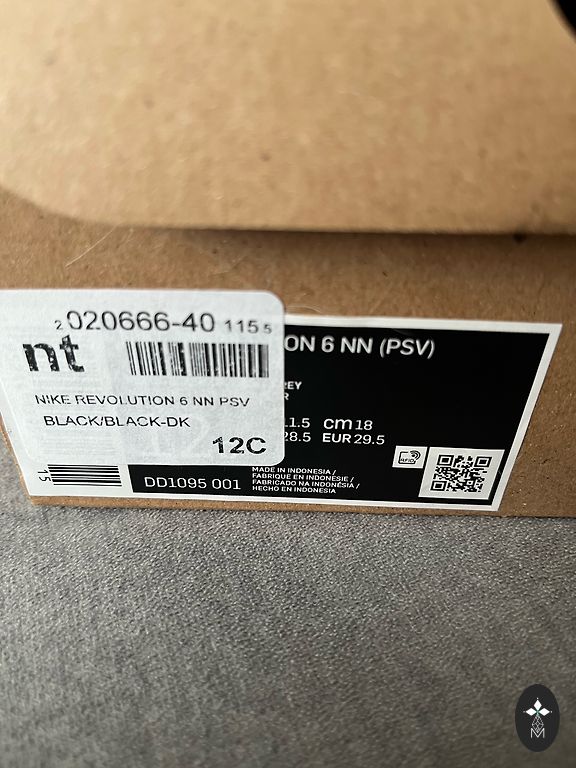 2 020666-40 115 5
nt
NIKE REVOLUTION 6 NN PSV
BLACK/BLACK-DK
12C
15
ON 6 NN (PSV)
REY
R
11.5 cm 18
28.5 EUR 29.5
RFID
DD1095 001
MADE IN INDONESIA /
FABRIQUÉ EN INDONÉSIE /
FABRICADO NA INDONÉSIA /
HECHO EN INDONESIA
M